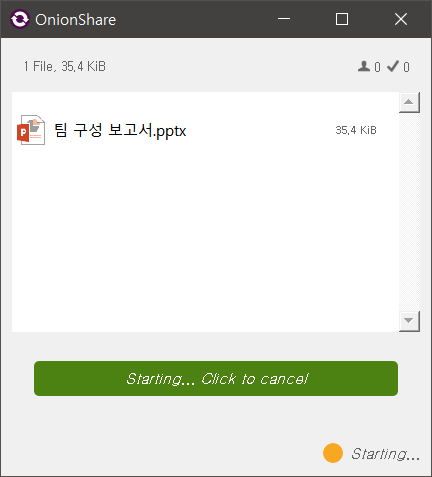 OnionShare
1 File, 35,4 KiB 0 0
팀 구성 보고서.pptx 35,4 KiB
Starting... Click to cancel
Starting...